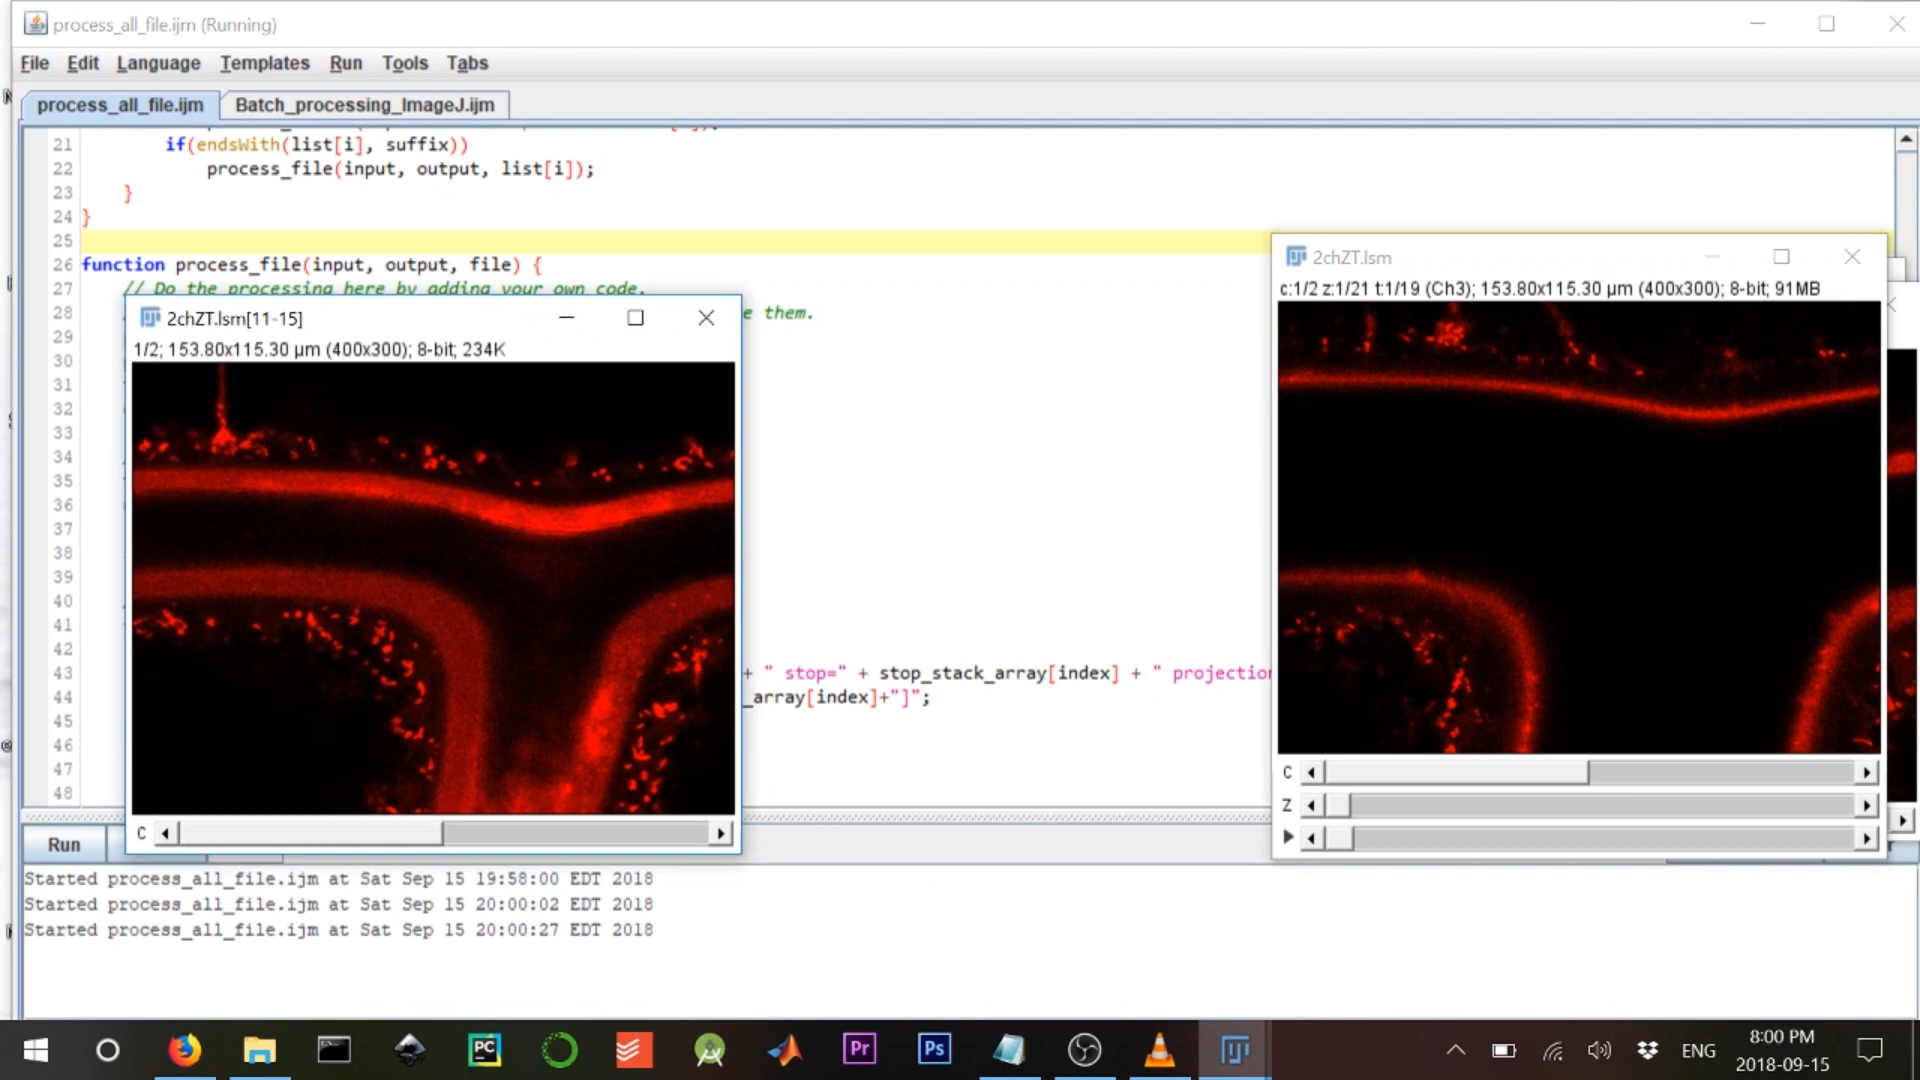 process_all_file.ijm (Running)
File Edit Language Templates Run Tools Tabs
process_all_file.ijm Batch_processing_ImageJ.ijm
21 if(endsWith(list[i], suffix))
22 process_file(input, output, list[i]);
23 }
24 }
25
26 function process_file(input, output, file) {
27 // Do the processing here by adding your own code.
28 e them.
29
30
31
32
33
34
35
36
37
38
39
40
41
42
43 + " stop=" + stop_stack_array[index] + " projection
44 _array[index]+"]";
45
46
47
48
2chZT.lsm[11-15]
1/2; 153.80x115.30 µm (400x300); 8-bit; 234K
C
2chZT.lsm
c:1/2 z:1/21 t:1/19 (Ch3); 153.80x115.30 µm (400x300); 8-bit; 91MB
C
Z
Run
Started process_all_file.ijm at Sat Sep 15 19:58:00 EDT 2018
Started process_all_file.ijm at Sat Sep 15 20:00:02 EDT 2018
Started process_all_file.ijm at Sat Sep 15 20:00:27 EDT 2018
PC
Pr
Ps
ENG
8:00 PM
2018-09-15